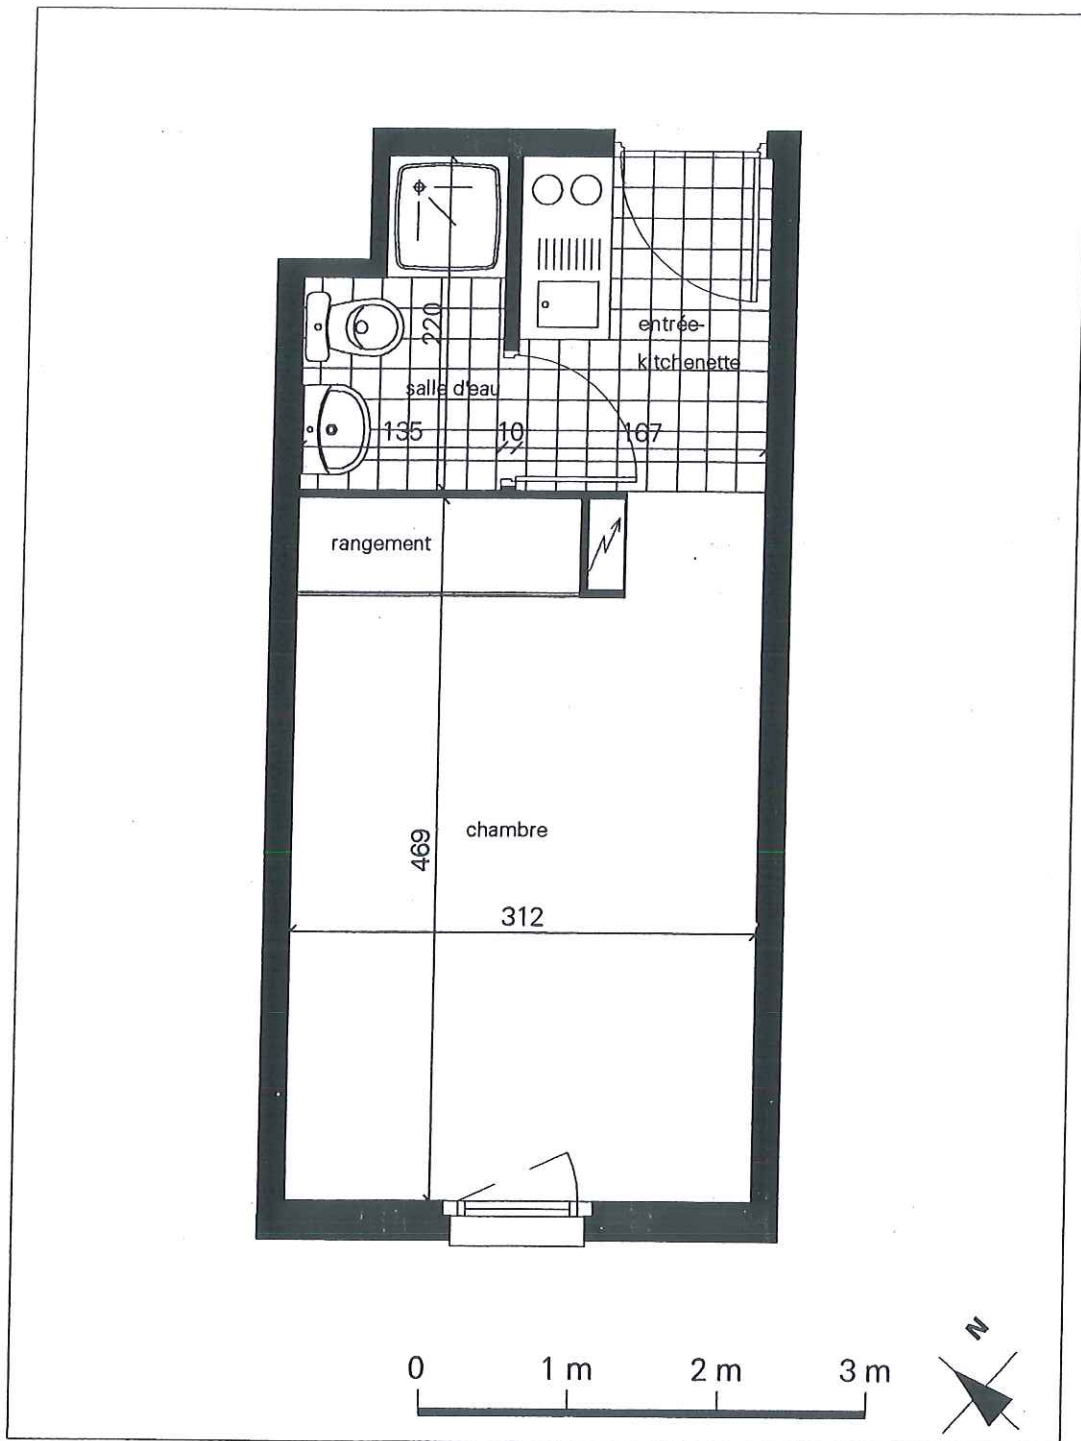 220
entrée-
kitchenette
salle d'eau
135 10 167
rangement
469
chambre
312
N
0 1 m 2 m 3 m